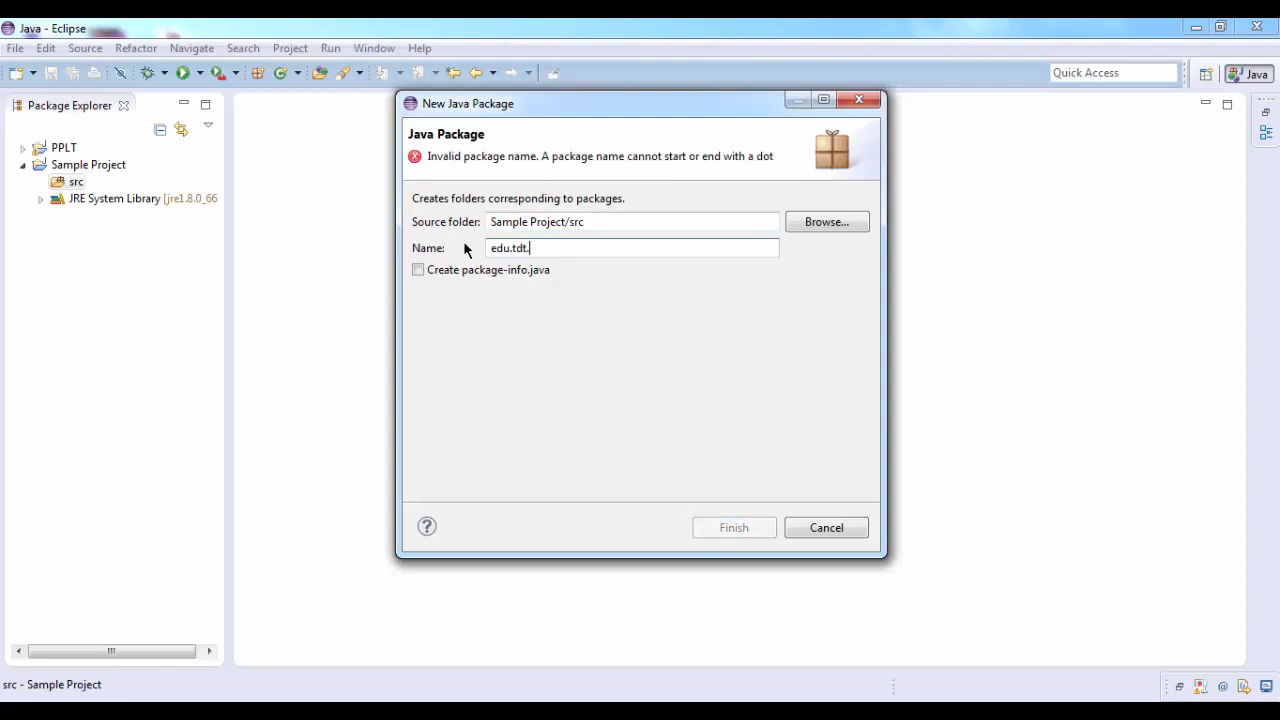 Java - Eclipse
File Edit Source Refactor Navigate Search Project Run Window Help
Quick Access
Java
Package Explorer
PPLT
Sample Project
src
JRE System Library [jre1.8.0_66
New Java Package
Java Package
Invalid package name. A package name cannot start or end with a dot
Creates folders corresponding to packages.
Source folder: Sample Project/src Browse...
Name: edu.tdt.
Create package-info.java
Finish Cancel
src - Sample Project